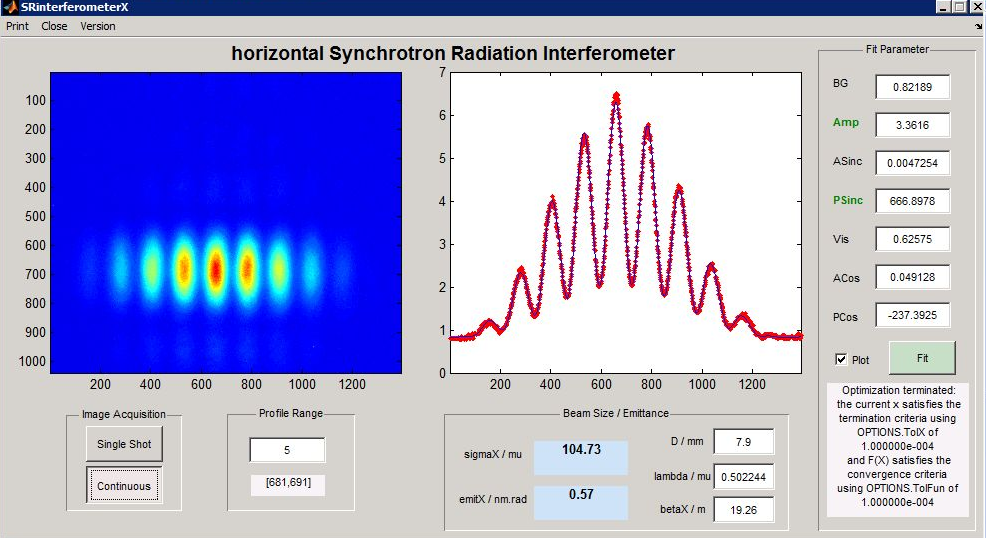 SRinterferometerX
Print Close Version
horizontal Synchrotron Radiation Interferometer
100
200
300
400
500
600
700
800
900
1000
200 400 600 800 1000 1200
7
6
5
4
3
2
1
0
200 400 600 800 1000 1200
Fit Parameter
BG 0.82189
Amp 3.3616
ASinc 0.0047254
PSinc 666.8978
Vis 0.62575
ACos 0.049128
PCos -237.3925
Plot Fit
Optimization terminated:
the current x satisfies the
termination criteria using
OPTIONS.TolX of
1.000000e-004
and F(X) satisfies the
convergence criteria
using OPTIONS.TolFun of
1.000000e-004
Image Acquisition
Single Shot
Continuous
Profile Range
5
[681,691]
Beam Size / Emittance
sigmaX / mu 104.73
emitX / nm.rad 0.57
D / mm 7.9
lambda / mu 0.502244
betaX / m 19.26